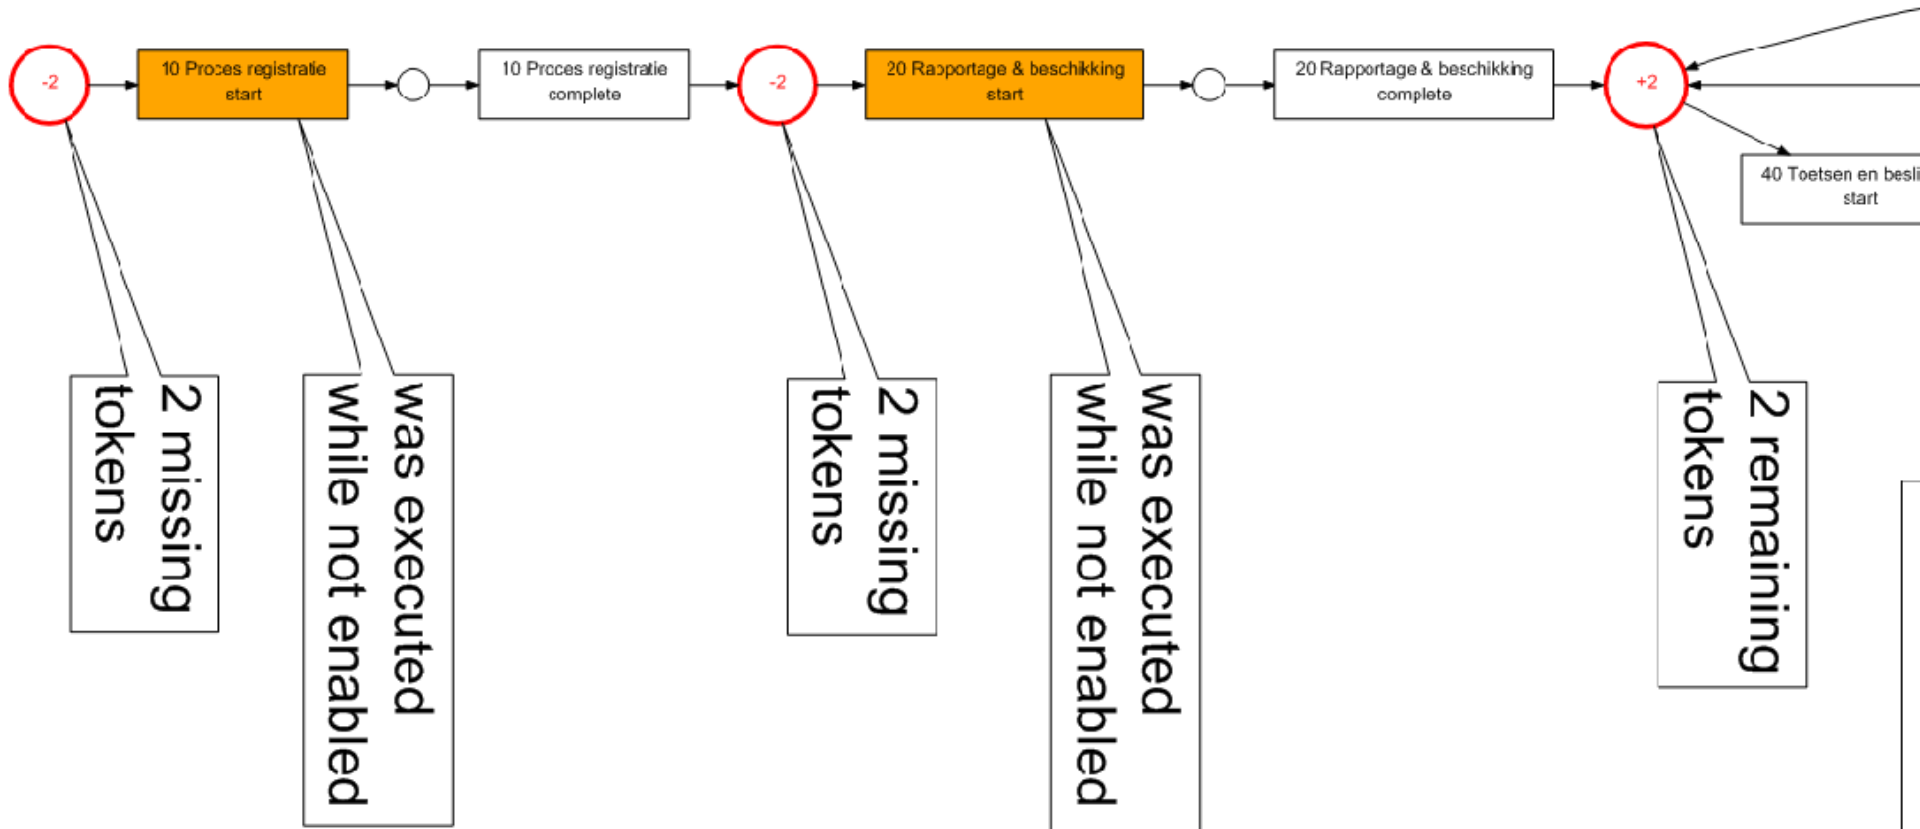 -2
10 Proces registratie
start
10 Proces registratie
complete
-2
20 Rapportage & beschikking
start
20 Rapportage & beschikking
complete
+2
40 Toetsen en besli
start
2 missing
tokens
was executed
while not enabled
2 missing
tokens
was executed
while not enabled
2 remaining
tokens